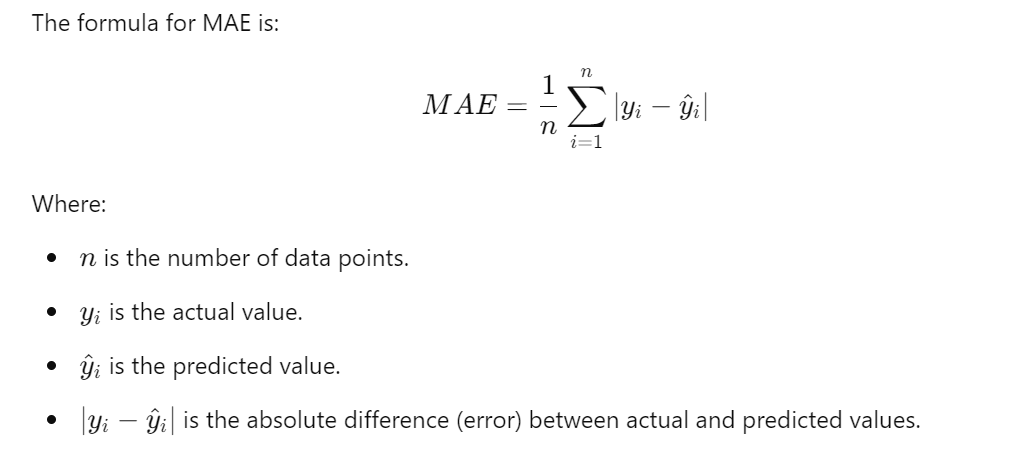 The formula for MAE is:
MAE = \frac{1}{n} \sum_{i=1}^{n} |y_i - \hat{y}_i|
Where:
• n is the number of data points.
• y_i is the actual value.
• \hat{y}_i is the predicted value.
• |y_i - \hat{y}_i| is the absolute difference (error) between actual and predicted values.